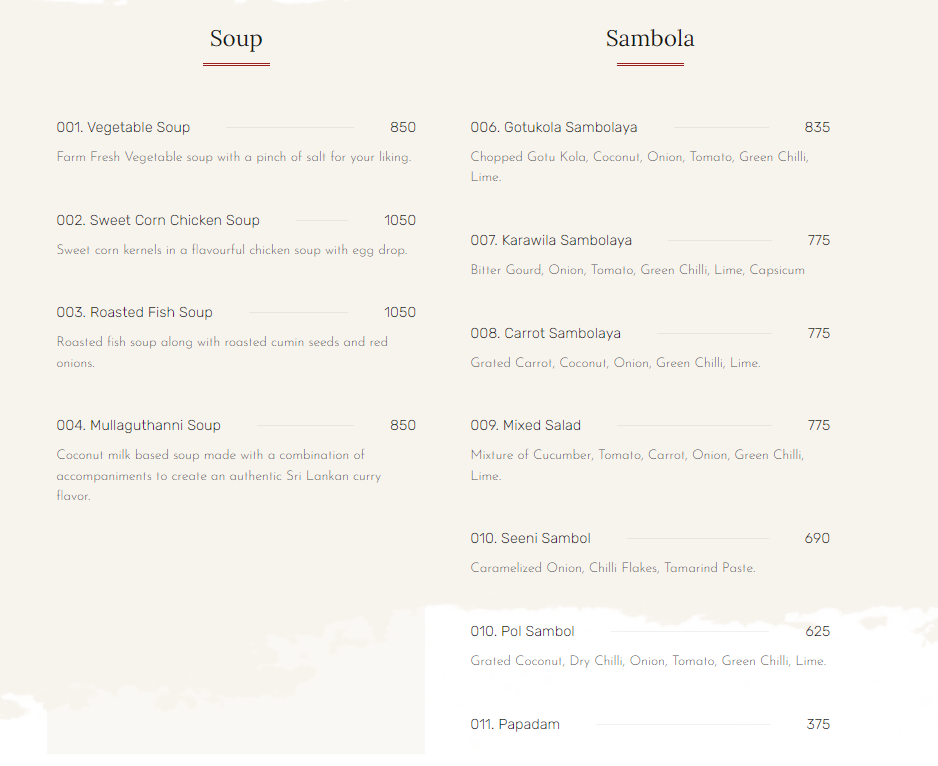 Soup
001. Vegetable Soup 850
Farm Fresh Vegetable soup with a pinch of salt for your liking.
002. Sweet Corn Chicken Soup 1050
Sweet corn kernels in a flavourful chicken soup with egg drop.
003. Roasted Fish Soup 1050
Roasted fish soup along with roasted cumin seeds and red
onions.
004. Mullaguthanni Soup 850
Coconut milk based soup made with a combination of
accompaniments to create an authentic Sri Lankan curry
flavor.
Sambola
006. Gotukola Sambolaya 835
Chopped Gotu Kola, Coconut, Onion, Tomato, Green Chilli,
Lime.
007. Karawila Sambolaya 775
Bitter Gourd, Onion, Tomato, Green Chilli, Lime, Capsicum
008. Carrot Sambolaya 775
Grated Carrot, Coconut, Onion, Green Chilli, Lime.
009. Mixed Salad 775
Mixture of Cucumber, Tomato, Carrot, Onion, Green Chilli,
Lime.
010. Seeni Sambol 690
Caramelized Onion, Chilli Flakes, Tamarind Paste.
010. Pol Sambol 625
Grated Coconut, Dry Chilli, Onion, Tomato, Green Chilli, Lime.
011. Papadam 375